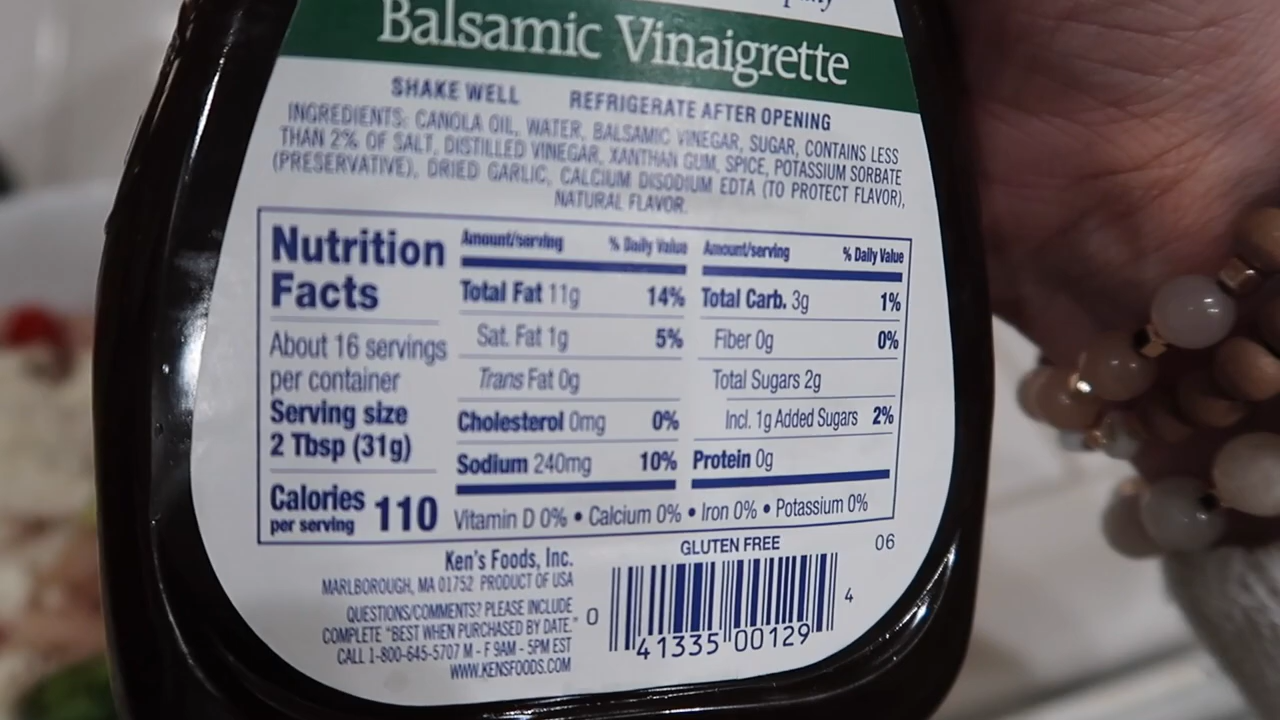 Balsamic Vinaigrette
SHAKE WELL REFRIGERATE AFTER OPENING
INGREDIENTS: CANOLA OIL, WATER, BALSAMIC VINEGAR, SUGAR, CONTAINS LESS
THAN 2% OF SALT, DISTILLED VINEGAR, XANTHAN GUM, SPICE, POTASSIUM SORBATE
(PRESERVATIVE), DRIED GARLIC, CALCIUM DISODIUM EDTA (TO PROTECT FLAVOR),
NATURAL FLAVOR.
Nutrition
Facts
About 16 servings
per container
Serving size
2 Tbsp (31g)
Calories
per serving 110
Amount/serving % Daily Value
Total Fat 11g 14%
Sat. Fat 1g 5%
Trans Fat 0g
Cholesterol 0mg 0%
Sodium 240mg 10%
Amount/serving % Daily Value
Total Carb. 3g 1%
Fiber 0g 0%
Total Sugars 2g
Incl. 1g Added Sugars 2%
Protein 0g
Vitamin D 0% • Calcium 0% • Iron 0% • Potassium 0%
Ken's Foods, Inc.
MARLBOROUGH, MA 01752 PRODUCT OF USA
QUESTIONS/COMMENTS? PLEASE INCLUDE
COMPLETE "BEST WHEN PURCHASED BY DATE."
CALL 1-800-645-5707 M - F 9AM - 5PM EST
WWW.KENSFOODS.COM
GLUTEN FREE
06
0 41335 00129 4